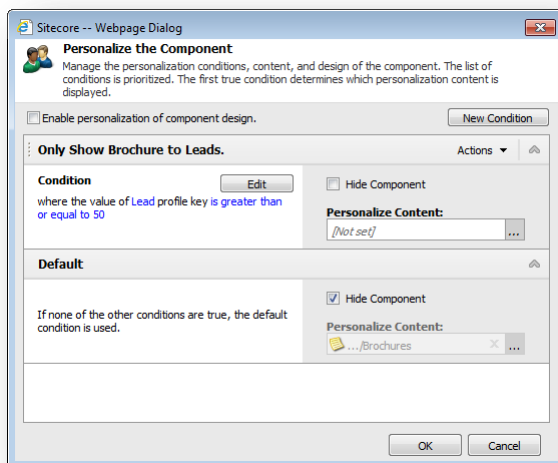 Sitecore -- Webpage Dialog
Personalize the Component
Manage the personalization conditions, content, and design of the component. The list of
conditions is prioritized. The first true condition determines which personalization content is
displayed.
Enable personalization of component design.
New Condition
Only Show Brochure to Leads.
Actions
Condition
Edit
Hide Component
where the value of Lead profile key is greater than
or equal to 50
Personalize Content:
[Not set]
...
Default
Hide Component
If none of the other conditions are true, the default
condition is used.
Personalize Content:
.../Brochures
...
OK
Cancel